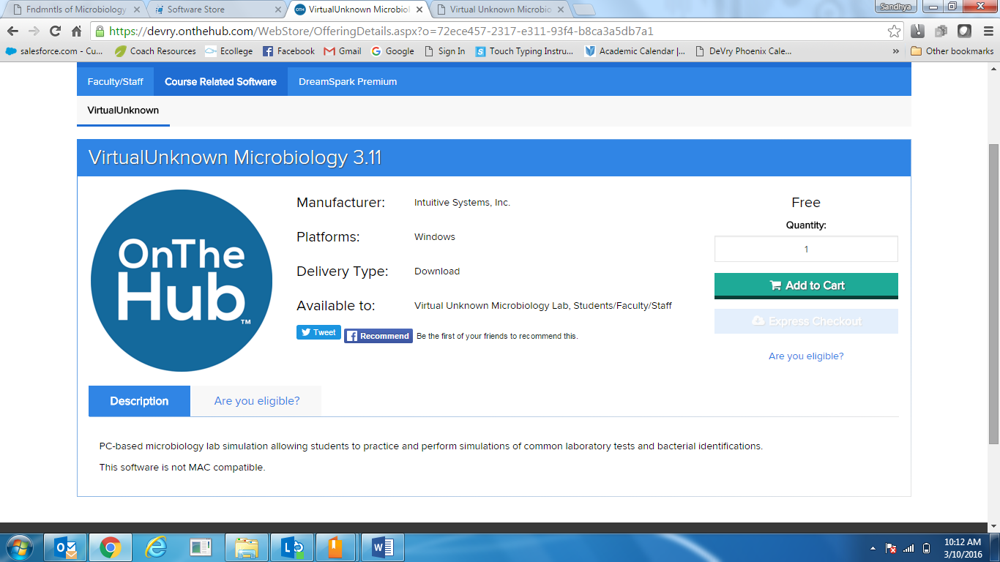 Fndmntls of Microbiology
Software Store
VirtualUnknown Microbiol
Virtual Unknown Microbio
Sandhya
https://devry.onthehub.com/WebStore/OfferingDetails.aspx?o=72ece457-2317-e311-93f4-b8ca3a5db7a1
salesforce.com - Cu...
Coach Resources
Ecollege
Facebook
Gmail
Google
Sign In
Touch Typing Instru...
Academic Calendar |...
DeVry Phoenix Cale...
»
Other bookmarks
Faculty/Staff
Course Related Software
DreamSpark Premium
VirtualUnknown
VirtualUnknown Microbiology 3.11
OnThe
Hub™
Manufacturer: Intuitive Systems, Inc.
Platforms: Windows
Delivery Type: Download
Available to: Virtual Unknown Microbiology Lab, Students/Faculty/Staff
Tweet
Recommend
Be the first of your friends to recommend this.
Free
Quantity:
1
Add to Cart
Express Checkout
Are you eligible?
Description
Are you eligible?
PC-based microbiology lab simulation allowing students to practice and perform simulations of common laboratory tests and bacterial identifications.
This software is not MAC compatible.
10:12 AM
3/10/2016